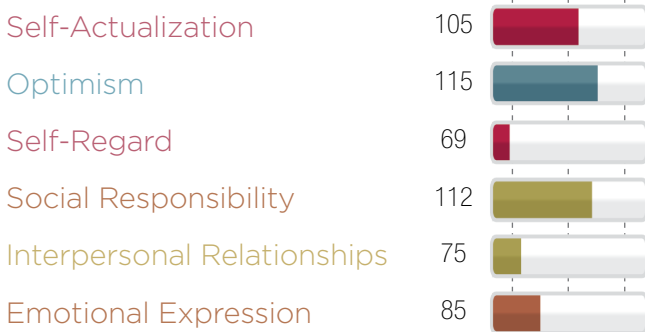 Self-Actualization 105
Optimism 115
Self-Regard 69
Social Responsibility 112
Interpersonal Relationships 75
Emotional Expression 85